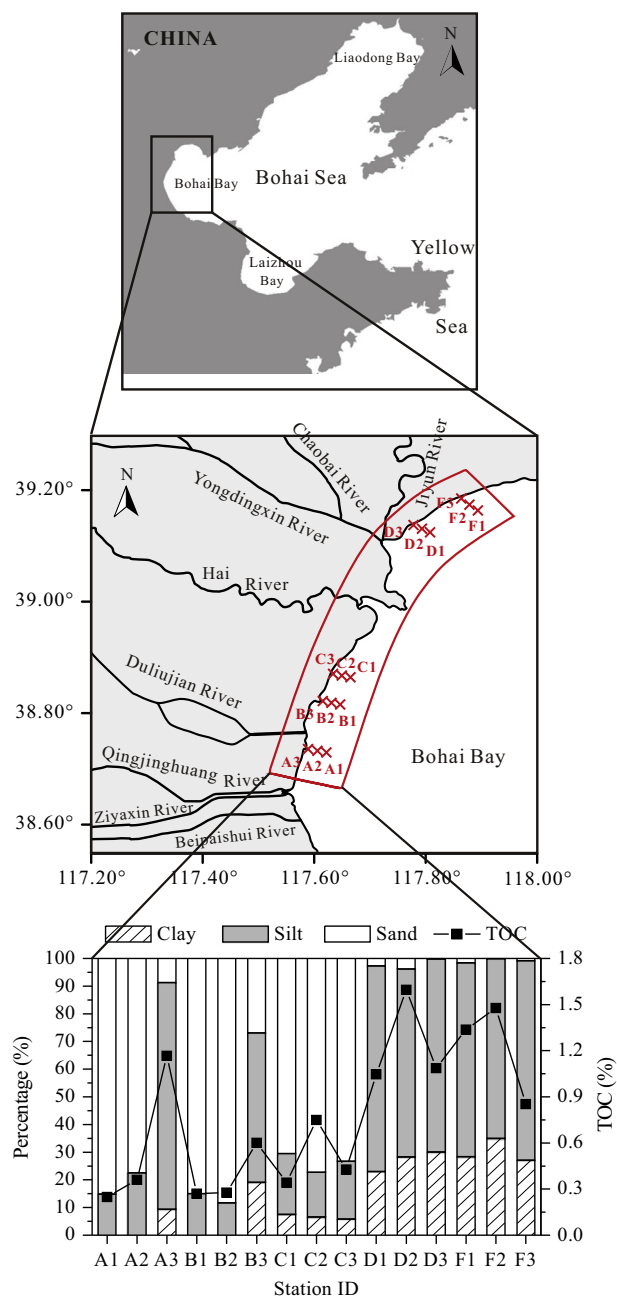 CHINA
N
Liaodong Bay
Bohai Bay
Bohai Sea
Yellow
Sea
Laizhou
Bay
39.20°
39.00°
38.80°
38.60°
117.20°
117.40°
117.60°
117.80°
118.00°
N
Chaobai River
Yongdingxin River
Jiyun River
Hai
River
Duliujian River
Qingjinghuang
River
Ziyaxin River
Beipaishui River
Bohai Bay
F3
F2
F1
D3
D2
D1
C3
C2
C1
B3
B2
B1
A3
A2
A1
Clay
Silt
Sand
TOC
Percentage (%)
100
90
80
70
60
50
40
30
20
10
0
1.8
1.5
1.2
0.9
0.6
0.3
0.0
TOC (%)
A1 A2 A3 B1 B2 B3 C1 C2 C3 D1 D2 D3 F1 F2 F3
Station ID